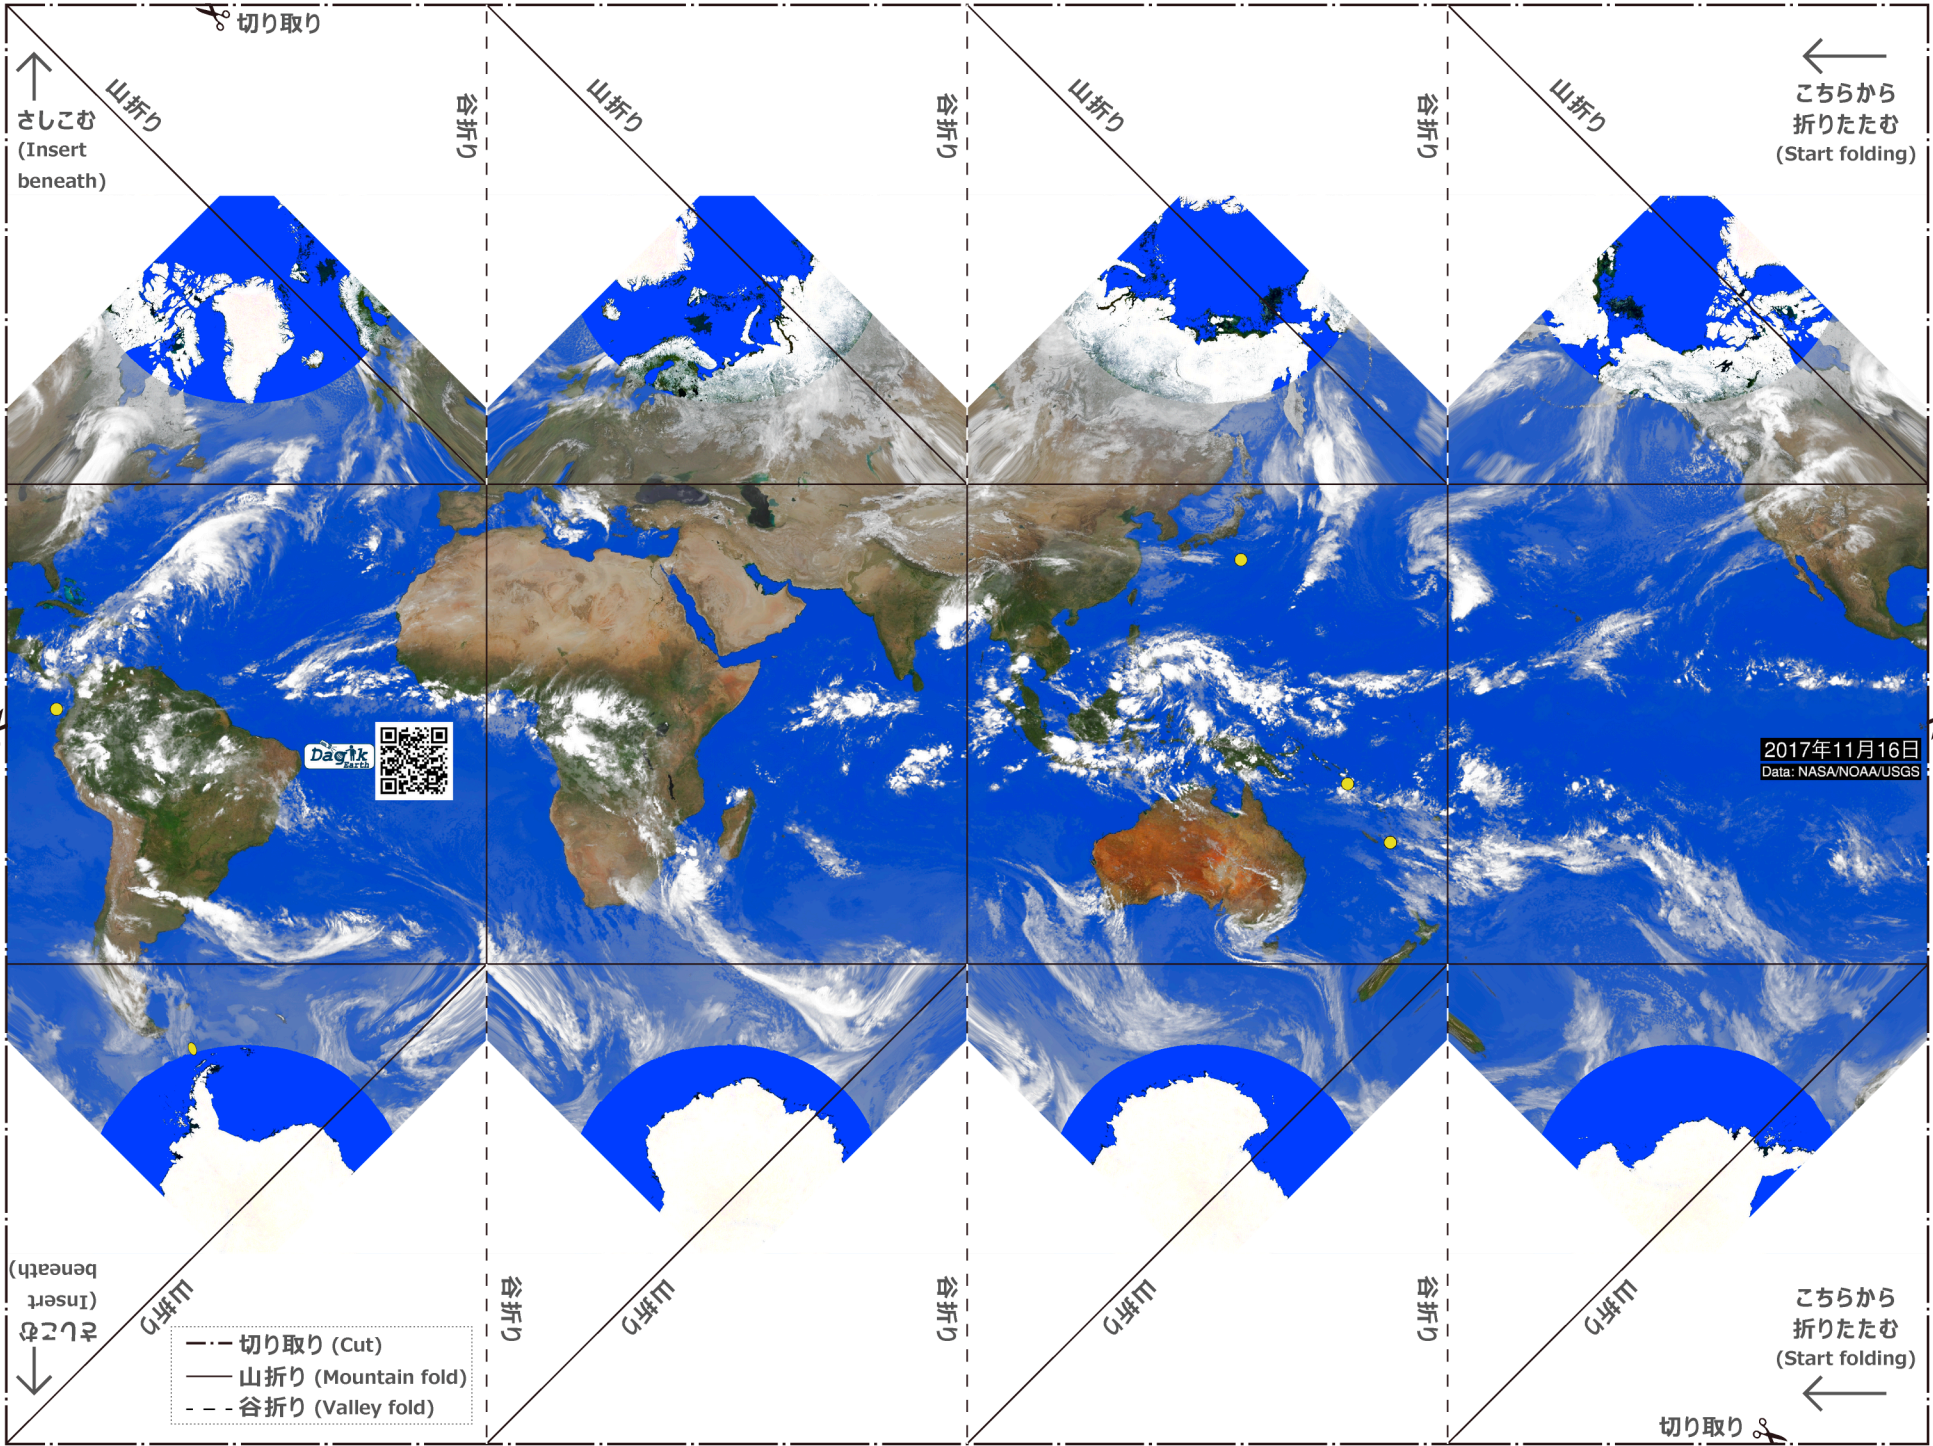 切り取り
山折り
谷折り
山折り
谷折り
山折り
谷折り
山折り
さしこむ
(Insert
beneath)
こちらから
折りたたむ
(Start folding)
Dagik
Earth
2017年11月16日
Data: NASA/NOAA/USGS
さしこむ
(Insert
beneath)
山折り
谷折り
山折り
谷折り
山折り
谷折り
山折り
こちらから
折りたたむ
(Start folding)
切り取り (Cut)
山折り (Mountain fold)
谷折り (Valley fold)
切り取り